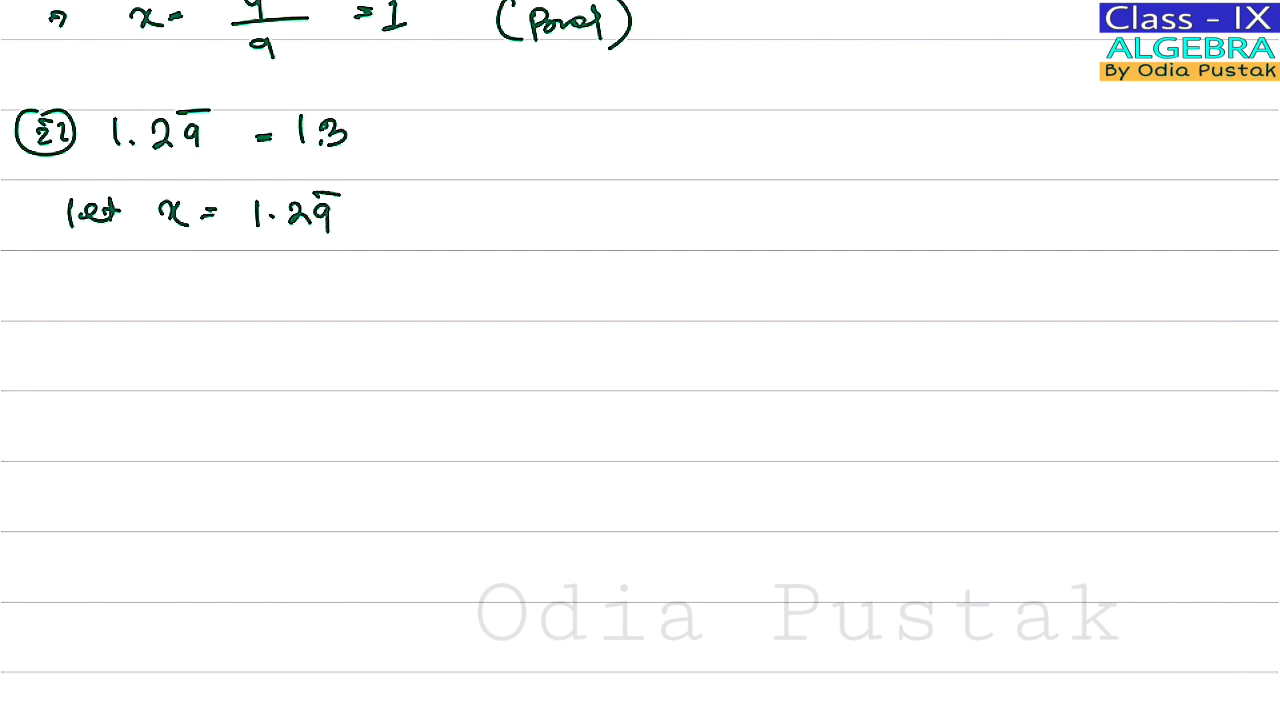 ⇒ x = 9/9 = 1 (Proved)
Class - IX
ALGEBRA
By Odia Pustak
1.29̅ = 1.3
let x = 1.29̅
Odia Pustak